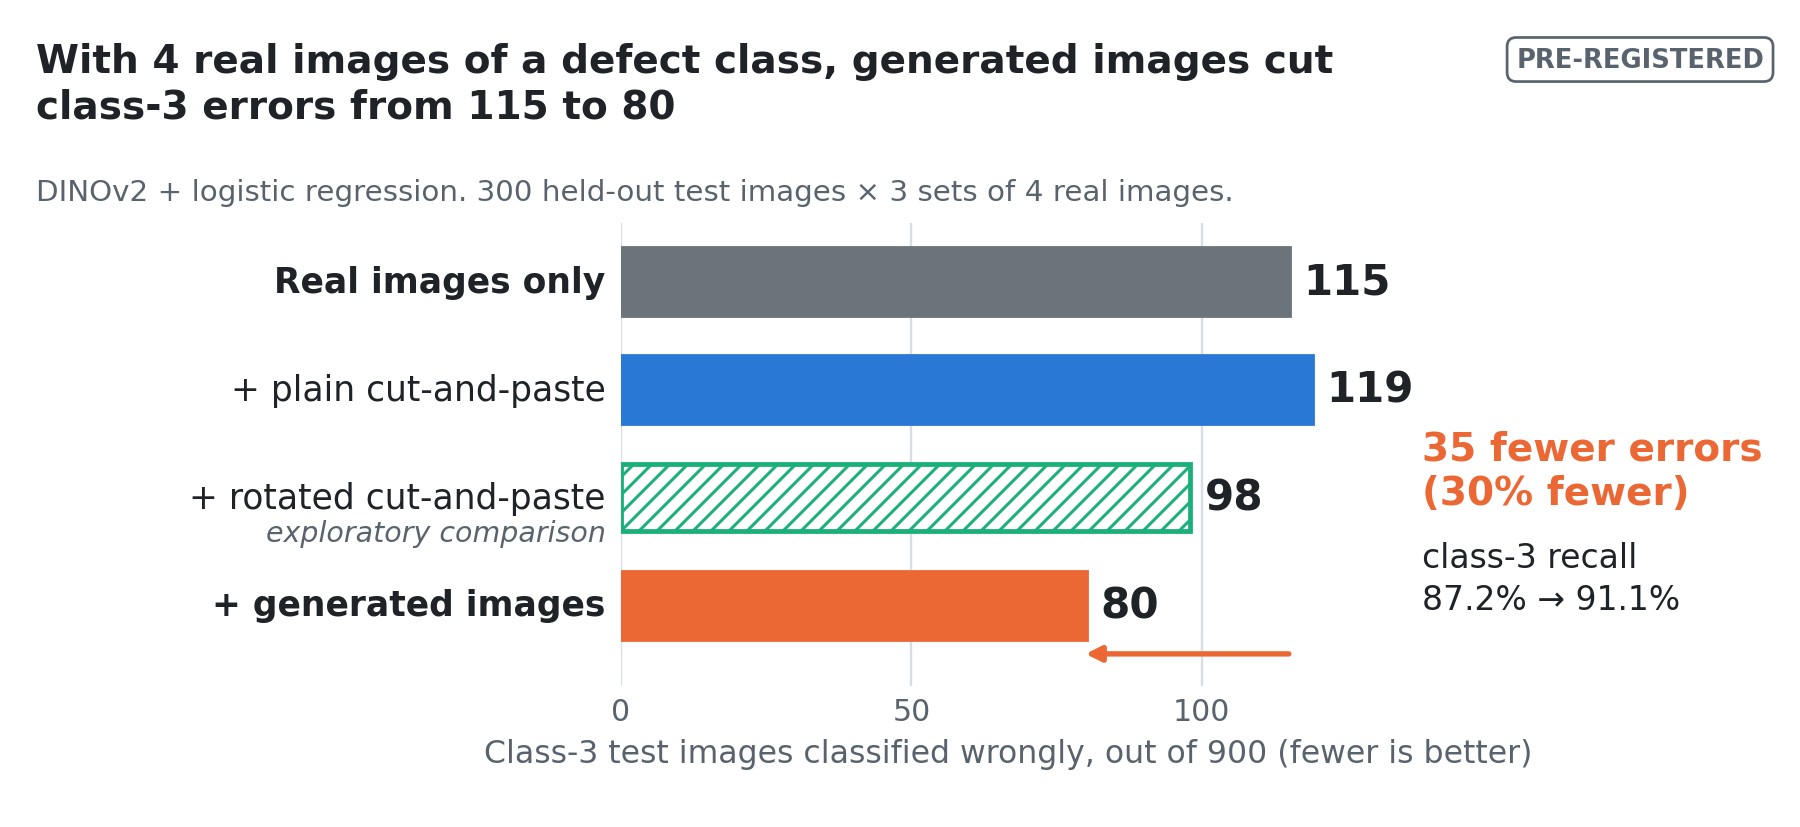 With 4 real images of a defect class, generated images cut
class-3 errors from 115 to 80
PRE-REGISTERED
DINOv2 + logistic regression. 300 held-out test images × 3 sets of 4 real images.
Real images only
115
+ plain cut-and-paste
119
+ rotated cut-and-paste
exploratory comparison
98
+ generated images
80
35 fewer errors
(30% fewer)
class-3 recall
87.2% → 91.1%
0 50 100
Class-3 test images classified wrongly, out of 900 (fewer is better)